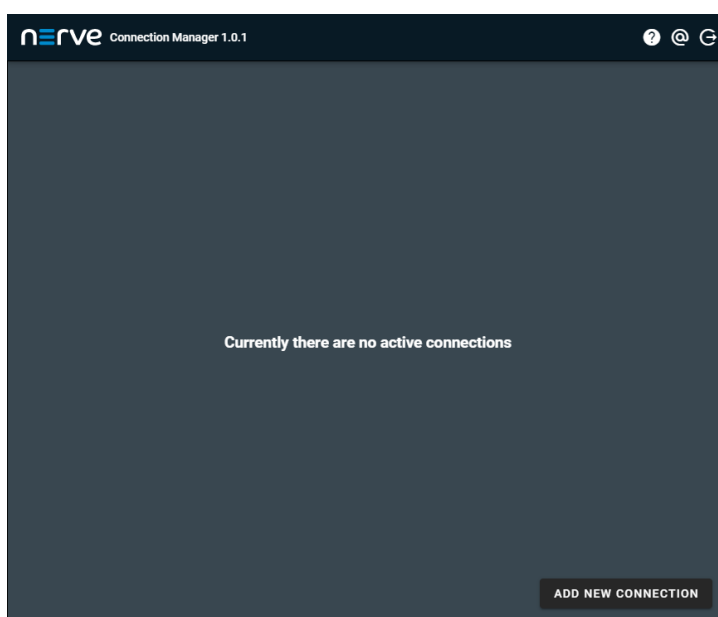 nerve Connection Manager 1.0.1
Currently there are no active connections
ADD NEW CONNECTION